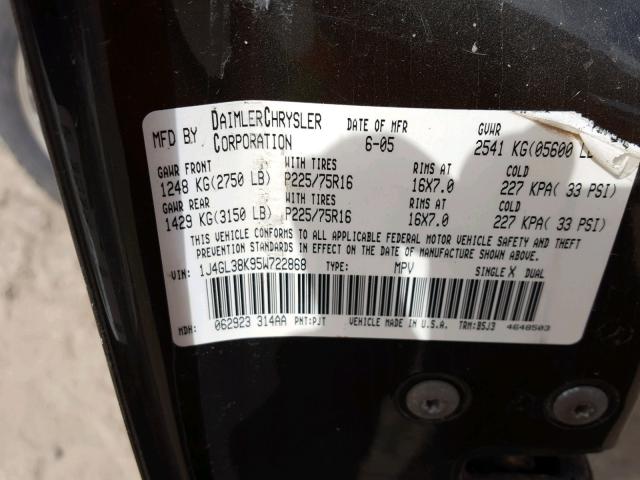 MFD BY DAIMLERCHRYSLER CORPORATION DATE OF MFR 6-05 GVWR 2541 KG(05600 L
GAWR FRONT WITH TIRES RIMS AT COLD
1248 KG(2750 LB) P225/75R16 16X7.0 227 KPA( 33 PSI)
GAWR REAR WITH TIRES RIMS AT COLD
1429 KG(3150 LB) P225/75R16 16X7.0 227 KPA( 33 PSI)
THIS VEHICLE CONFORMS TO ALL APPLICABLE FEDERAL MOTOR VEHICLE SAFETY AND THEFT
PREVENTION STANDARDS IN EFFECT ON THE DATE OF MANUFACTURE SHOWN ABOVE.
VIN: 1J4GL38K95W722868 TYPE: MPV SINGLE X DUAL
MDH: 062923 314AA PNT:PJT VEHICLE MADE IN U.S.A. TRM:BSJ3 4648503